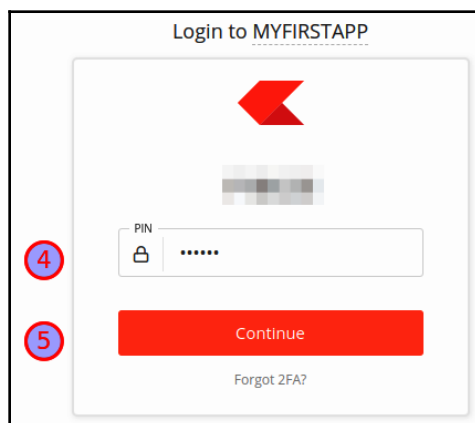 Login to MYFIRSTAPP
PIN
4
••••••
5
Continue
Forgot 2FA?